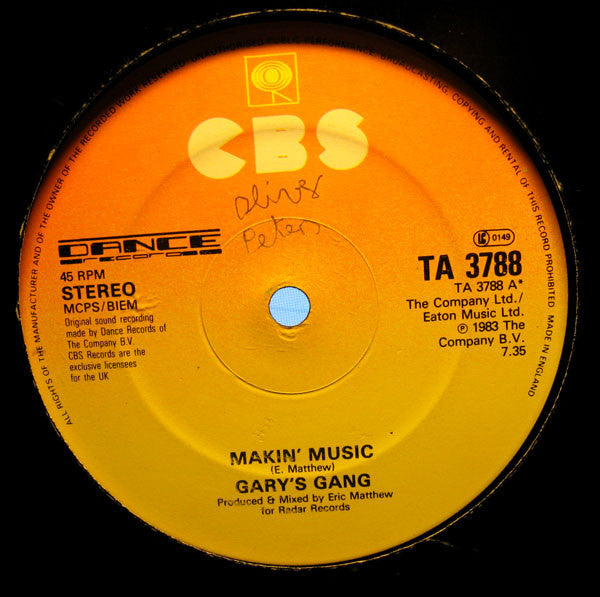 ALL RIGHTS OF THE MANUFACTURER AND OF THE OWNER OF THE RECORDED WORK RESERVED. UNAUTHORISED PUBLIC PERFORMANCE, BROADCASTING, COPYING AND RENTAL OF THIS RECORD PROHIBITED. MADE IN ENGLAND
CBS
Oliver
Peters
DANCE
records
LC 0149
45 RPM
STEREO
MCPS/BIEM
Original sound recording
made by Dance Records of
The Company B.V.
CBS Records are the
exclusive licensees
for the UK
TA 3788
TA 3788 A*
The Company Ltd./
Eaton Music Ltd.
℗ 1983 The
Company B.V.
7.35
MAKIN' MUSIC
(E. Matthew)
GARY'S GANG
Produced & Mixed by Eric Matthew
for Radar Records